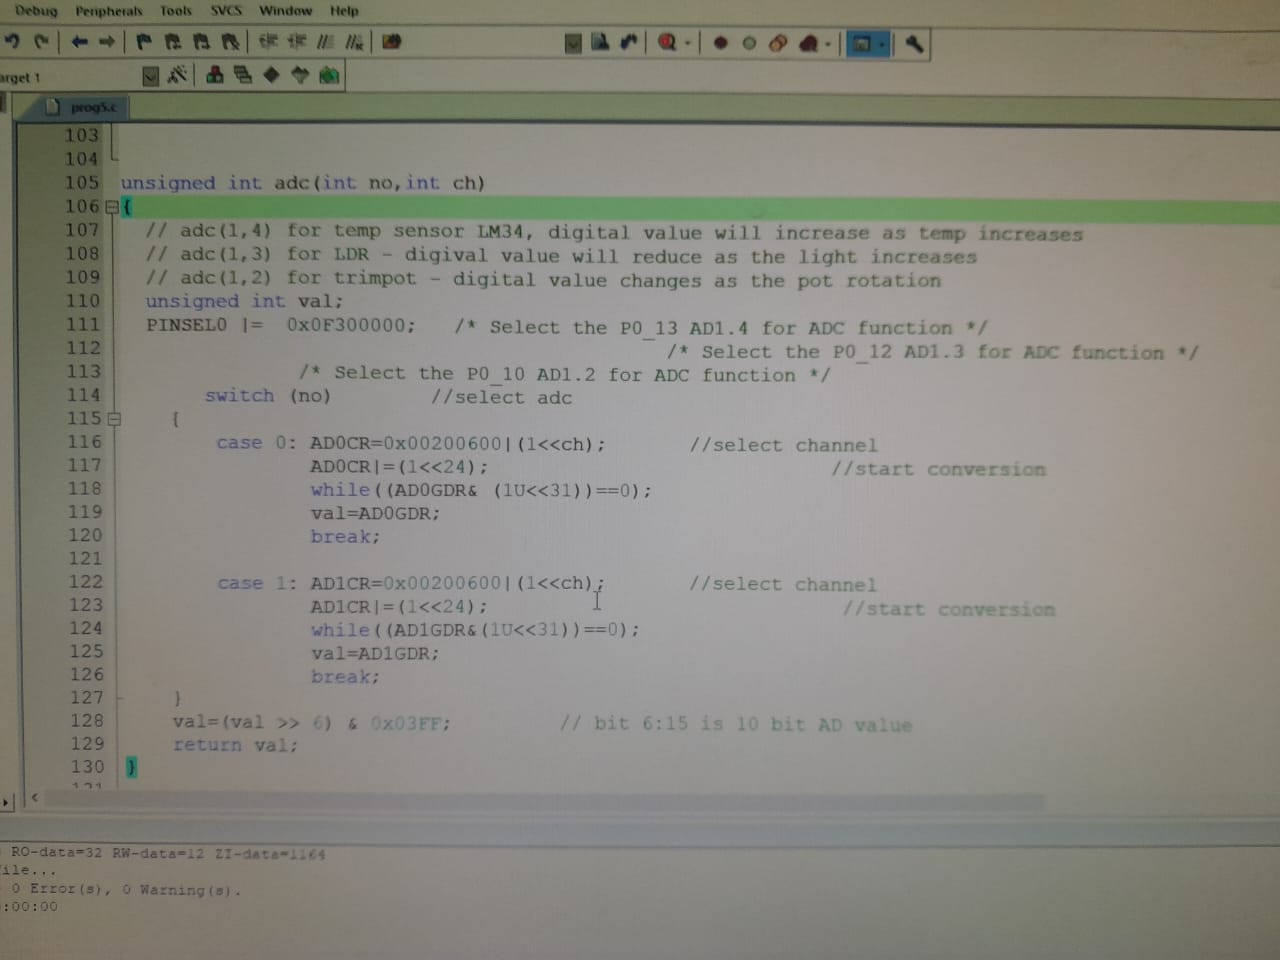 Debug Peripherals Tools SVCS Window Help
arget 1
prog5.c
103
104
105 unsigned int adc(int no,int ch)
106 {
107 // adc(1,4) for temp sensor LM34, digital value will increase as temp increases
108 // adc(1,3) for LDR - digival value will reduce as the light increases
109 // adc(1,2) for trimpot - digital value changes as the pot rotation
110 unsigned int val;
111 PINSEL0 |= 0x0F300000; /* Select the P0_13 AD1.4 for ADC function */
112 /* Select the P0_12 AD1.3 for ADC function */
113 /* Select the P0_10 AD1.2 for ADC function */
114 switch (no) //select adc
115 {
116 case 0: AD0CR=0x00200600|(1<<ch); //select channel
117 AD0CR|=(1<<24); //start conversion
118 while((AD0GDR& (1U<<31))==0);
119 val=AD0GDR;
120 break;
121
122 case 1: AD1CR=0x00200600|(1<<ch); //select channel
123 AD1CR|=(1<<24); //start conversion
124 while((AD1GDR&(1U<<31))==0);
125 val=AD1GDR;
126 break;
127 }
128 val=(val >> 6) & 0x03FF; // bit 6:15 is 10 bit AD value
129 return val;
130 }
131
RO-data=32 RW-data=12 ZI-data=1164
file...
0 Error(s), 0 Warning(s).
:00:00